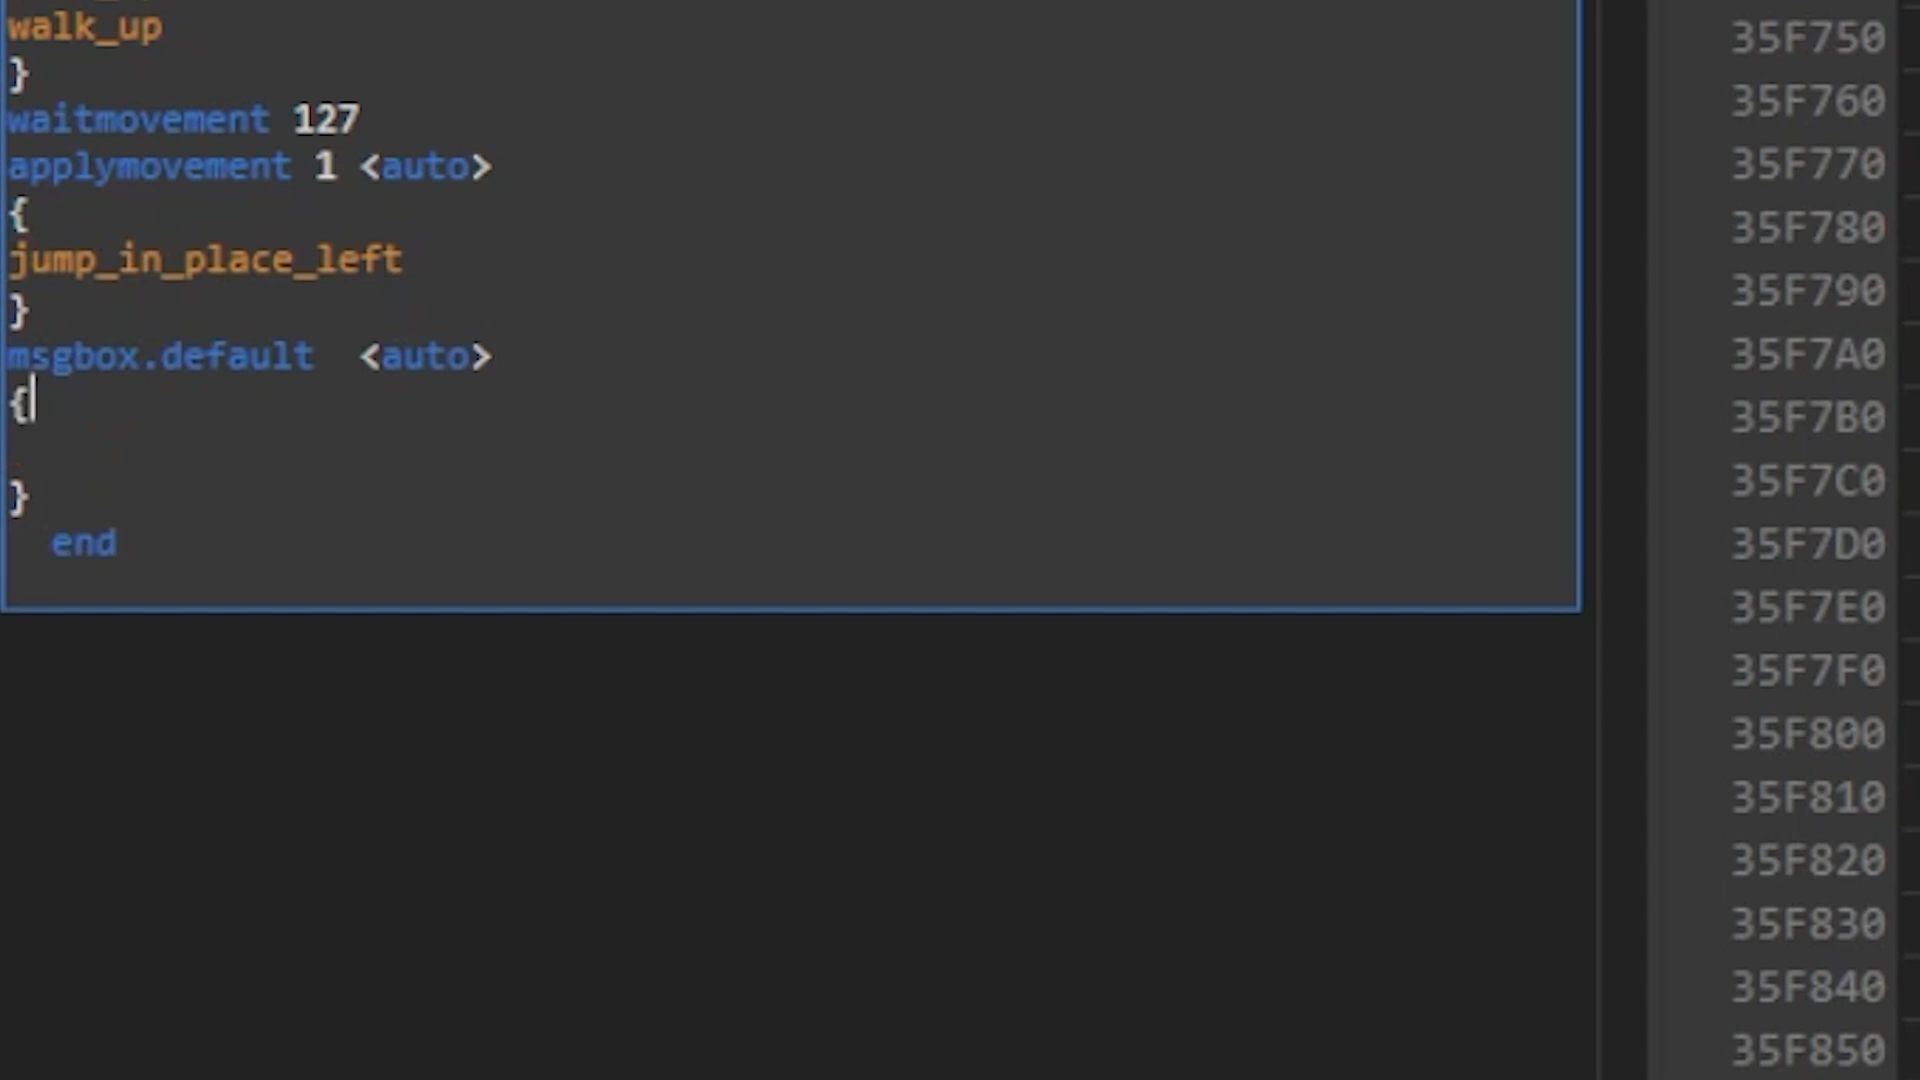 walk_up
}
waitmovement 127
applymovement 1 <auto>
{
jump_in_place_left
}
msgbox.default  <auto>
{
}
end
35F750
35F760
35F770
35F780
35F790
35F7A0
35F7B0
35F7C0
35F7D0
35F7E0
35F7F0
35F800
35F810
35F820
35F830
35F840
35F850